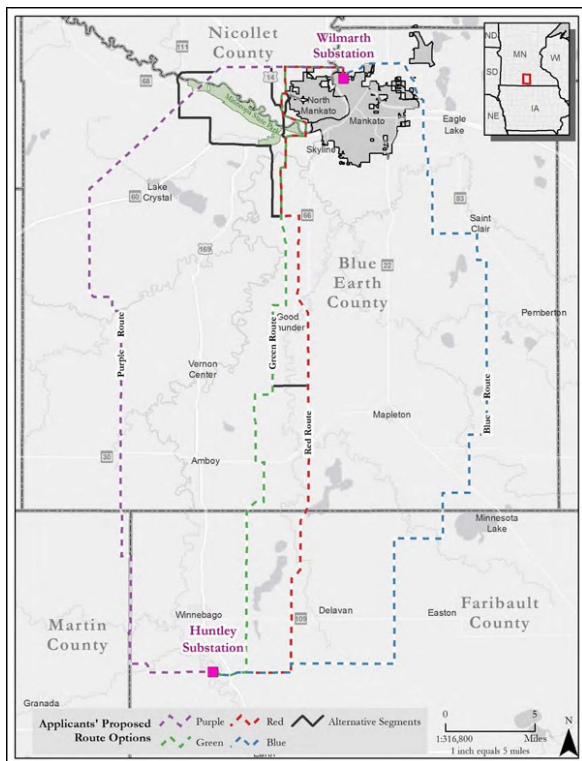 Nicollet
County
Wilmarth
Substation
111
68
14
Minneopa State Park
North
Mankato
Mankato
Eagle
Lake
Skyline
ND
MN
WI
SD
NE
IA
Lake
Crystal
60
66
83
Saint
Clair
169
Blue
Earth
County
22
Pemberton
Good
hunder
Purple Route
Green Route
Vernon
Center
Red Route
Blue Route
Mapleton
30
Amboy
Minnesota
Lake
Martin
County
Winnebago
Huntley
Substation
109
Delavan
Easton
Faribault
County
Granada
Applicants' Proposed
Route Options
Purple
Red
Alternative Segments
Green
Blue
0 5
Miles
1:316,800
1 inch equals 5 miles
N